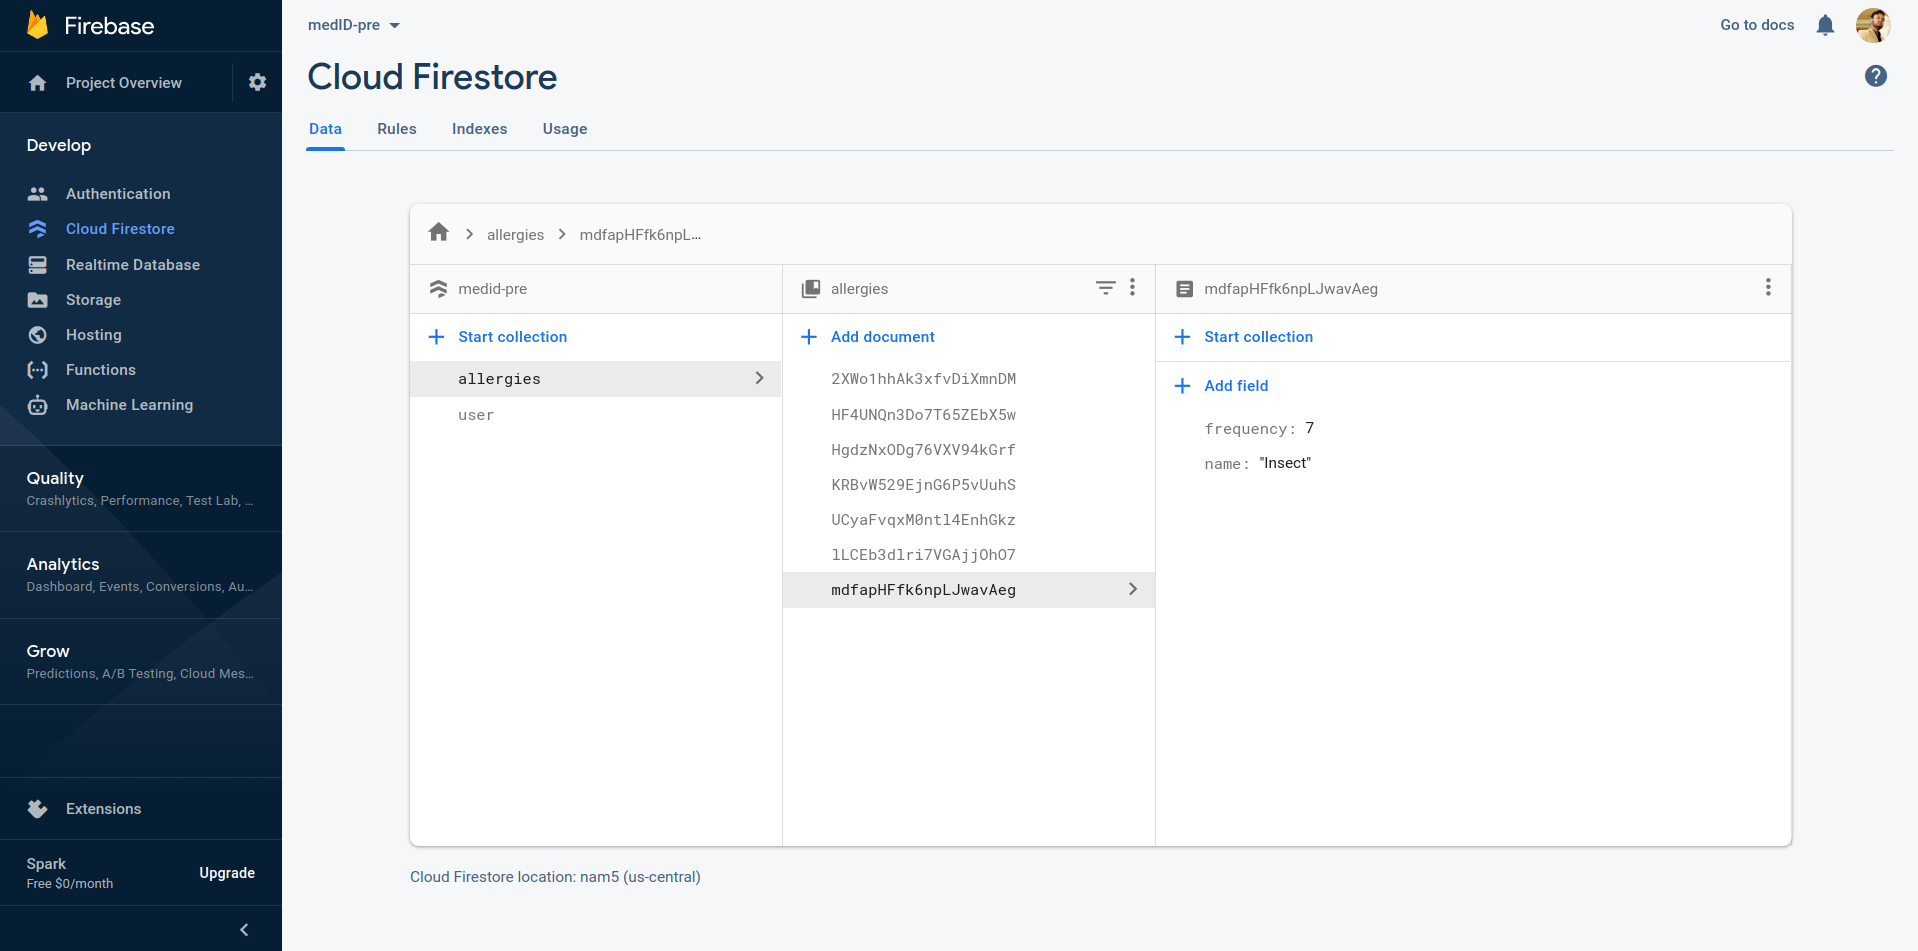 Firebase
Project Overview
Develop
Authentication
Cloud Firestore
Realtime Database
Storage
Hosting
Functions
Machine Learning
Quality
Crashlytics, Performance, Test Lab, ...
Analytics
Dashboard, Events, Conversions, Au...
Grow
Predictions, A/B Testing, Cloud Mes...
Extensions
Spark
Free $0/month
Upgrade
medID-pre
Go to docs
Cloud Firestore
?
Data Rules Indexes Usage
allergies mdfapHFfk6npL...
medid-pre
Start collection
allergies
user
allergies
Add document
2XWo1hhAk3xfvDiXmnDM
HF4UNQn3Do7T65ZEbX5w
HgdzNxODg76VXV94kGrf
KRBvW529EjnG6P5vUuhS
UCyaFvqxM0ntl4EnhGkz
lLCEb3dlri7VGAjjOhO7
mdfapHFfk6npLJwavAeg
mdfapHFfk6npLJwavAeg
Start collection
Add field
frequency: 7
name: "Insect"
Cloud Firestore location: nam5 (us-central)